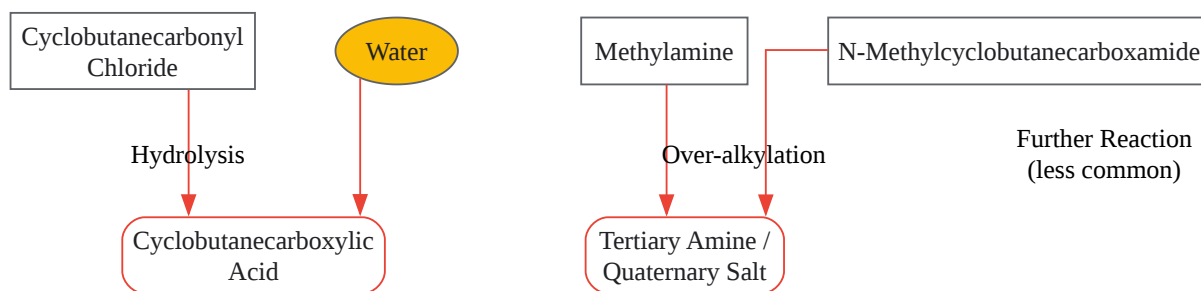 Cyclobutanecarbonyl
Chloride
Water
Methylamine
N-Methylcyclobutanecarboxamide
Hydrolysis
Over-alkylation
Further Reaction
(less common)
Cyclobutanecarboxylic
Acid
Tertiary Amine /
Quaternary Salt